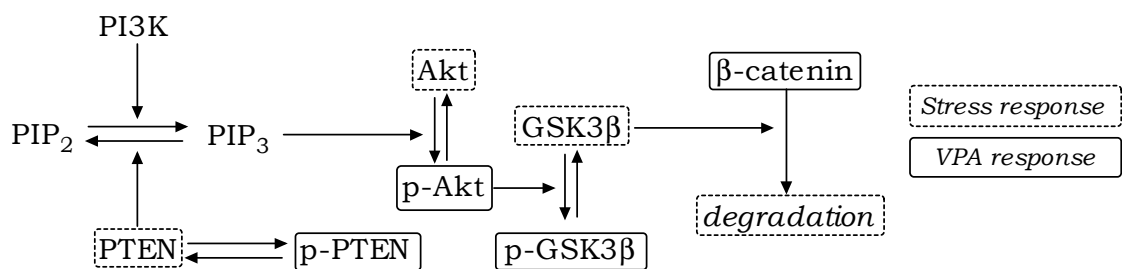 PI3K
Akt
β-catenin
Stress response
PIP₂
PIP₃
GSK3β
VPA response
p-Akt
degradation
PTEN
p-PTEN
p-GSK3β